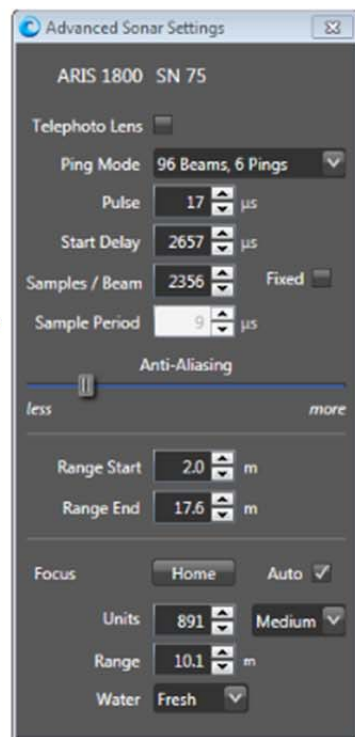 Advanced Sonar Settings
ARIS 1800 SN 75
Telephoto Lens
Ping Mode 96 Beams, 6 Pings
Pulse 17 µs
Start Delay 2657 µs
Samples / Beam 2356 Fixed
Sample Period 9 µs
Anti-Aliasing
less more
Range Start 2.0 m
Range End 17.6 m
Focus Home Auto
Units 891 Medium
Range 10.1 m
Water Fresh